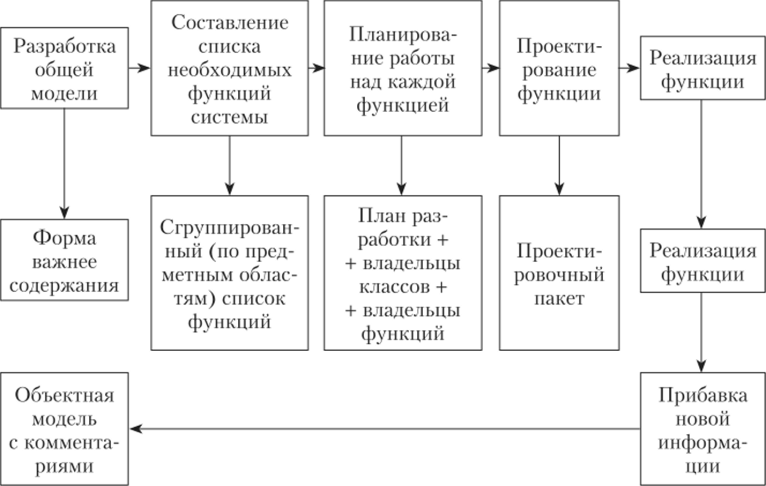 Разработка
общей
модели
Составление
списка
необходимых
функций
системы
Планирова-
ние работы
над каждой
функцией
Проекти-
рование
функции
Реализация
функции
Форма
важнее
содержания
Сгруппирован-
ный (по пред-
метным облас-
тям) список
функций
План раз-
работки +
+ владельцы
классов +
+ владельцы
функций
Проекти-
ровочный
пакет
Реализация
функции
Объектная
модель
с коммента-
риями
Прибавка
новой
информа-
ции